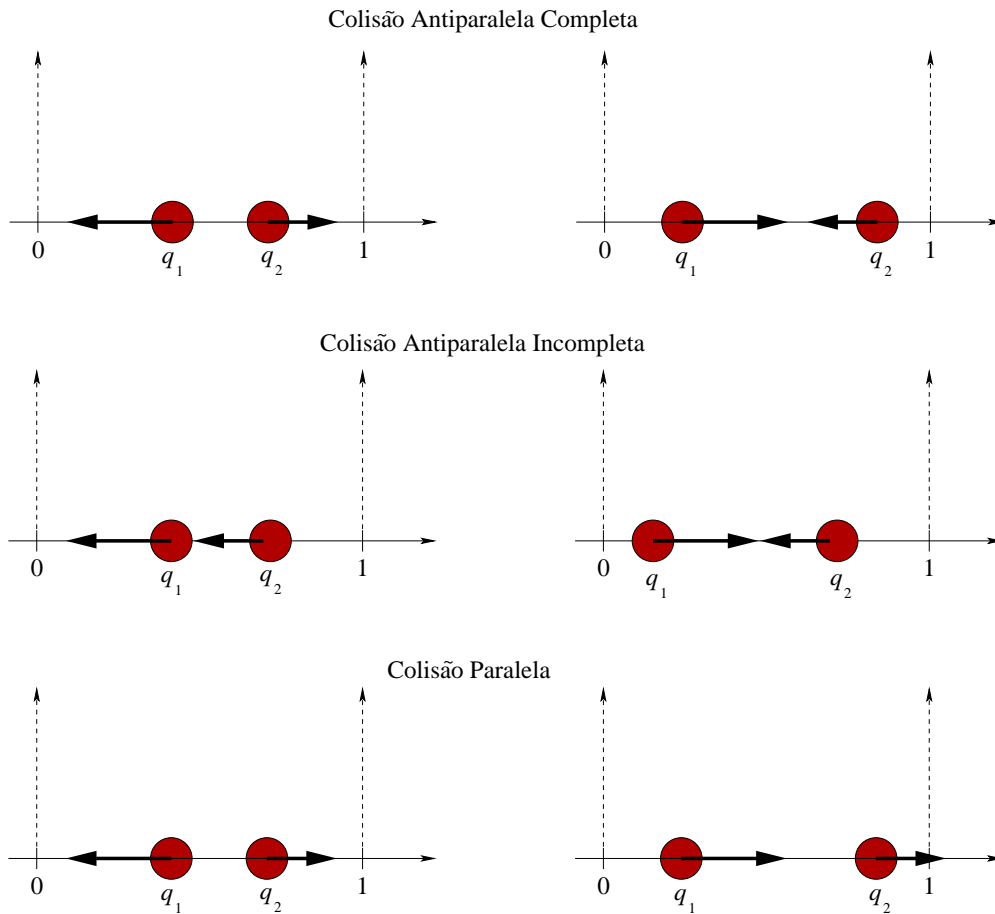 Colisão Antiparalela Completa
0 q1 q2 1 0 q1 q2 1
Colisão Antiparalela Incompleta
0 q1 q2 1 0 q1 q2 1
Colisão Paralela
0 q1 q2 1 0 q1 q2 1